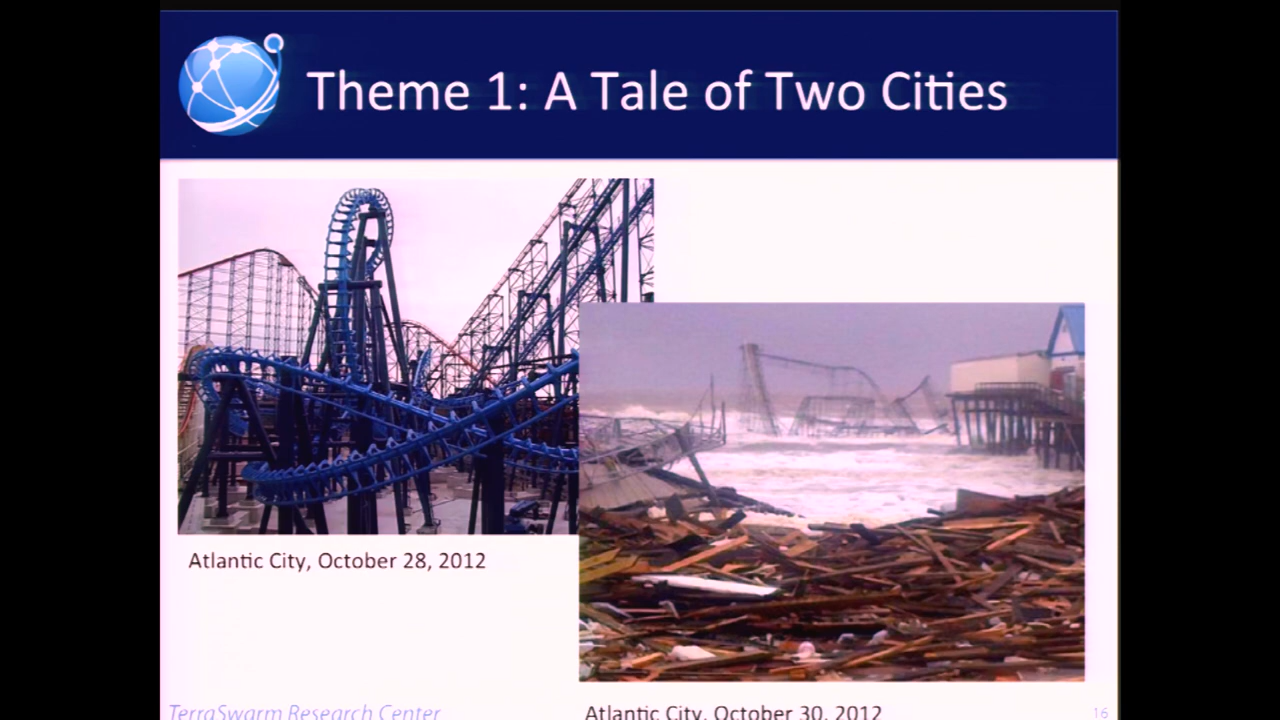 Theme 1: A Tale of Two Cities
Atlantic City, October 28, 2012
Atlantic City, October 30, 2012
TerraSwarm Research Center
16